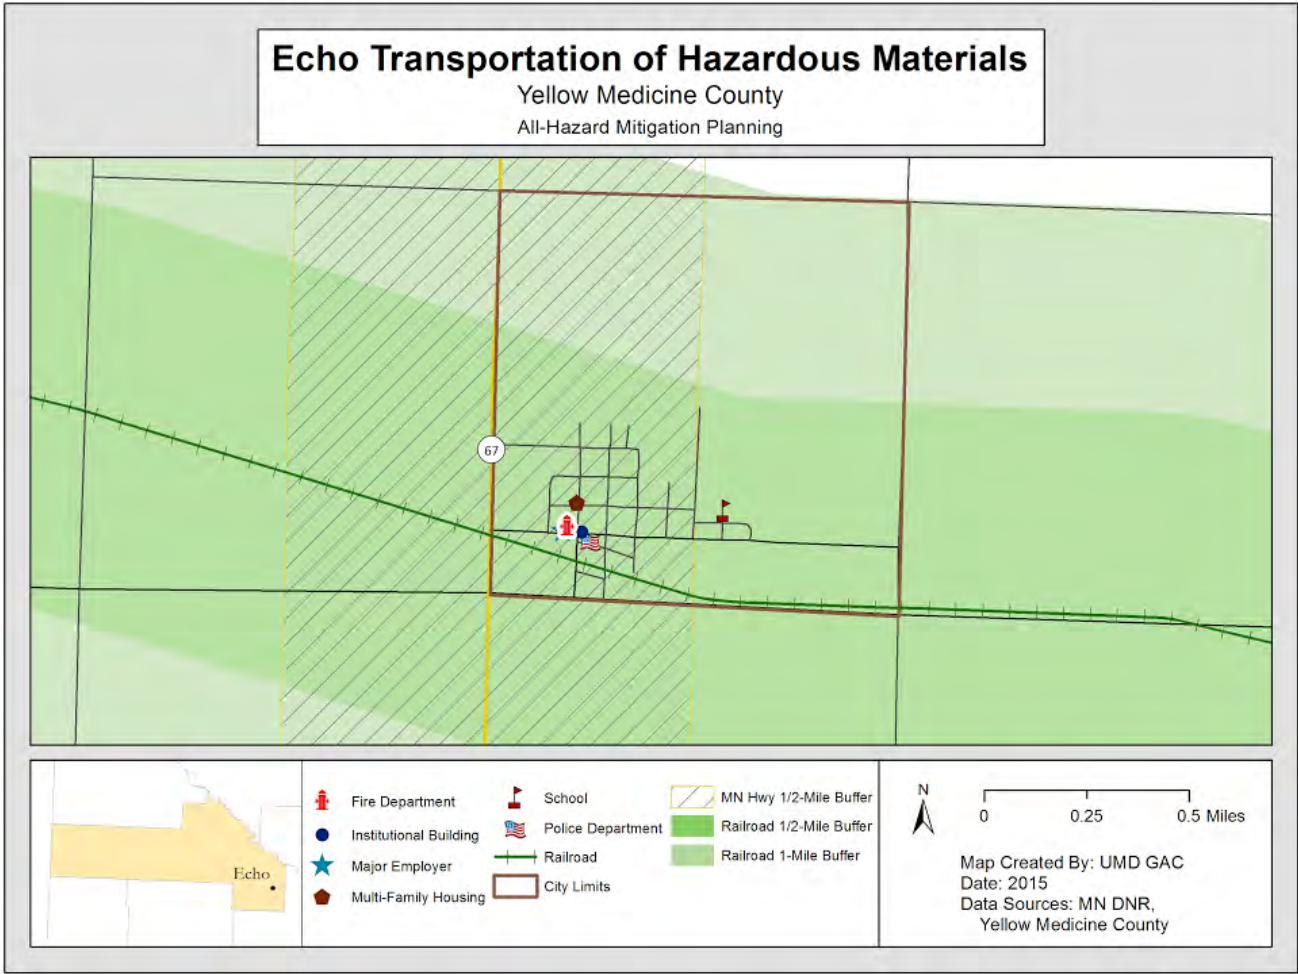 Echo Transportation of Hazardous Materials
Yellow Medicine County
All-Hazard Mitigation Planning
67
Echo
Fire Department
Institutional Building
Major Employer
Multi-Family Housing
School
Police Department
Railroad
City Limits
MN Hwy 1/2-Mile Buffer
Railroad 1/2-Mile Buffer
Railroad 1-Mile Buffer
N
0 0.25 0.5 Miles
Map Created By: UMD GAC
Date: 2015
Data Sources: MN DNR,
Yellow Medicine County